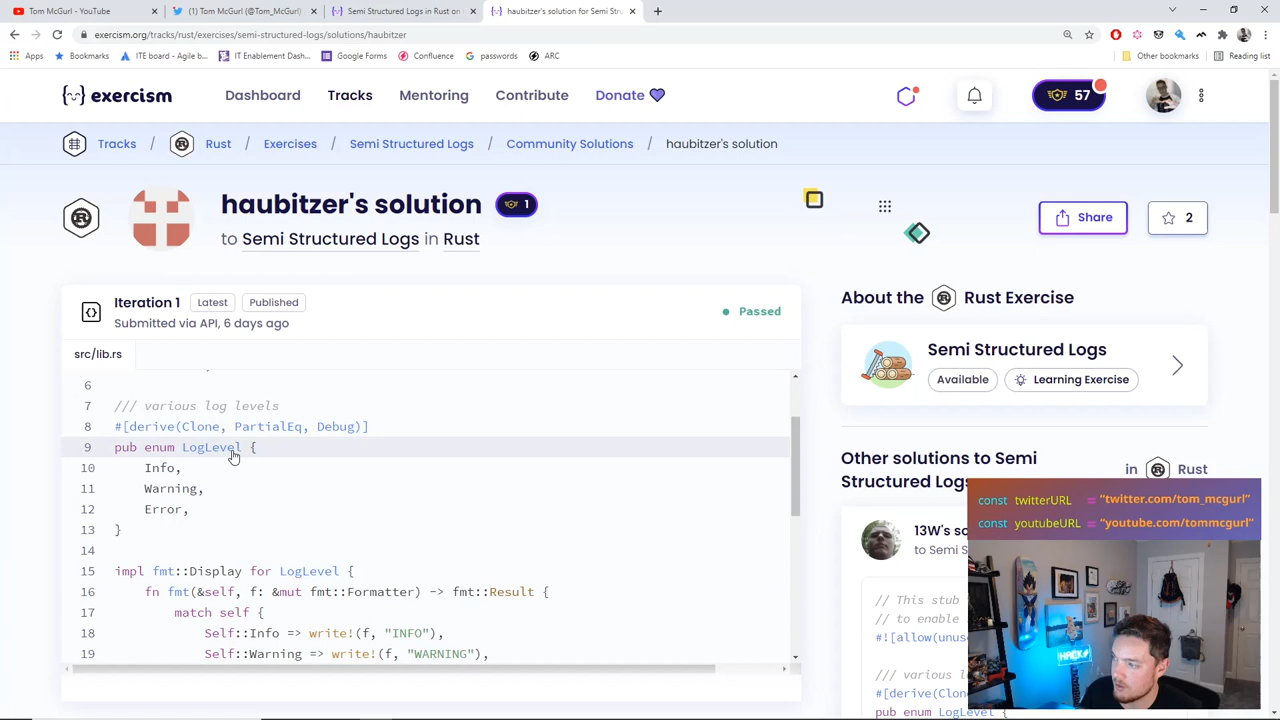 Tom McGurl - YouTube
(1) Tom McGurl (@Tom_McGurl)
Semi Structured Logs in Rust on
haubitzer's solution for Semi Str
exercism.org/tracks/rust/exercises/semi-structured-logs/solutions/haubitzer
Apps
Bookmarks
ITE board - Agile b...
IT Enablement Dash...
Google Forms
Confluence
passwords
ARC
Other bookmarks
Reading list
exercism
Dashboard
Tracks
Mentoring
Contribute
Donate
57
Tracks / Rust / Exercises / Semi Structured Logs / Community Solutions / haubitzer's solution
haubitzer's solution
1
to Semi Structured Logs in Rust
Share
2
Iteration 1
Latest
Published
Submitted via API, 6 days ago
Passed
src/lib.rs
6
7 /// various log levels
8 #[derive(Clone, PartialEq, Debug)]
9 pub enum LogLevel {
10 Info,
11 Warning,
12 Error,
13 }
14
15 impl fmt::Display for LogLevel {
16 fn fmt(&self, f: &mut fmt::Formatter) -> fmt::Result {
17 match self {
18 Self::Info => write!(f, "INFO"),
19 Self::Warning => write!(f, "WARNING"),
About the Rust Exercise
Semi Structured Logs
Available
Learning Exercise
Other solutions to Semi
Structured Logs
in Rust
13W's so
to Semi S
// This stub
// to enable
#![allow(unus
/// various l
#[derive(Clon
pub enum LogLevel {
const twitterURL = "twitter.com/tom_mcgurl"
const youtubeURL = "youtube.com/tommcgurl"